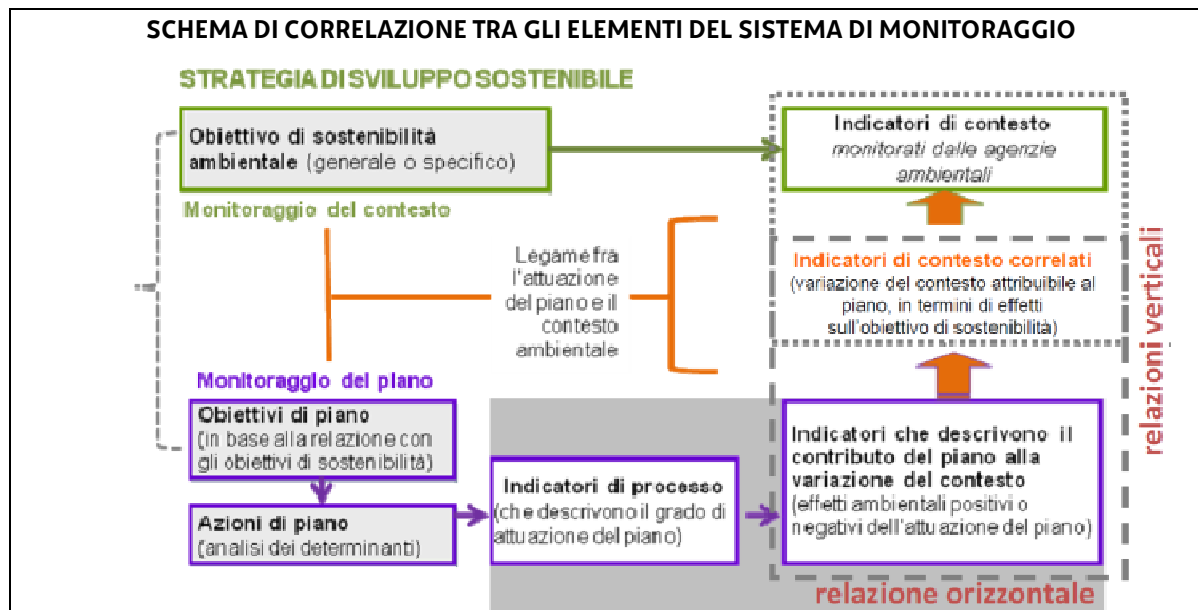 SCHEMA DI CORRELAZIONE TRA GLI ELEMENTI DEL SISTEMA DI MONITORAGGIO
STRATEGIA DI SVILUPPO SOSTENIBILE
Obiettivo di sostenibilità
ambientale (generale o specifico)
Indicatori di contesto
monitorati dalle agenzie
ambientali
Monitoraggio del contesto
Legame fra
l'attuazione
del piano e il
contesto
ambientale
Indicatori di contesto correlati
(variazione del contesto attribuibile al
piano, in termini di effetti
sull'obiettivo di sostenibilità)
relazioni verticali
Monitoraggio del piano
Obiettivi di piano
(in base alla relazione con
gli obiettivi di sostenibilità)
Azioni di piano
(analisi dei determinanti)
Indicatori di processo
(che descrivono il grado di
attuazione del piano)
Indicatori che descrivono il
contributo del piano alla
variazione del contesto
(effetti ambientali positivi o
negativi dell'attuazione del piano)
relazione orizzontale